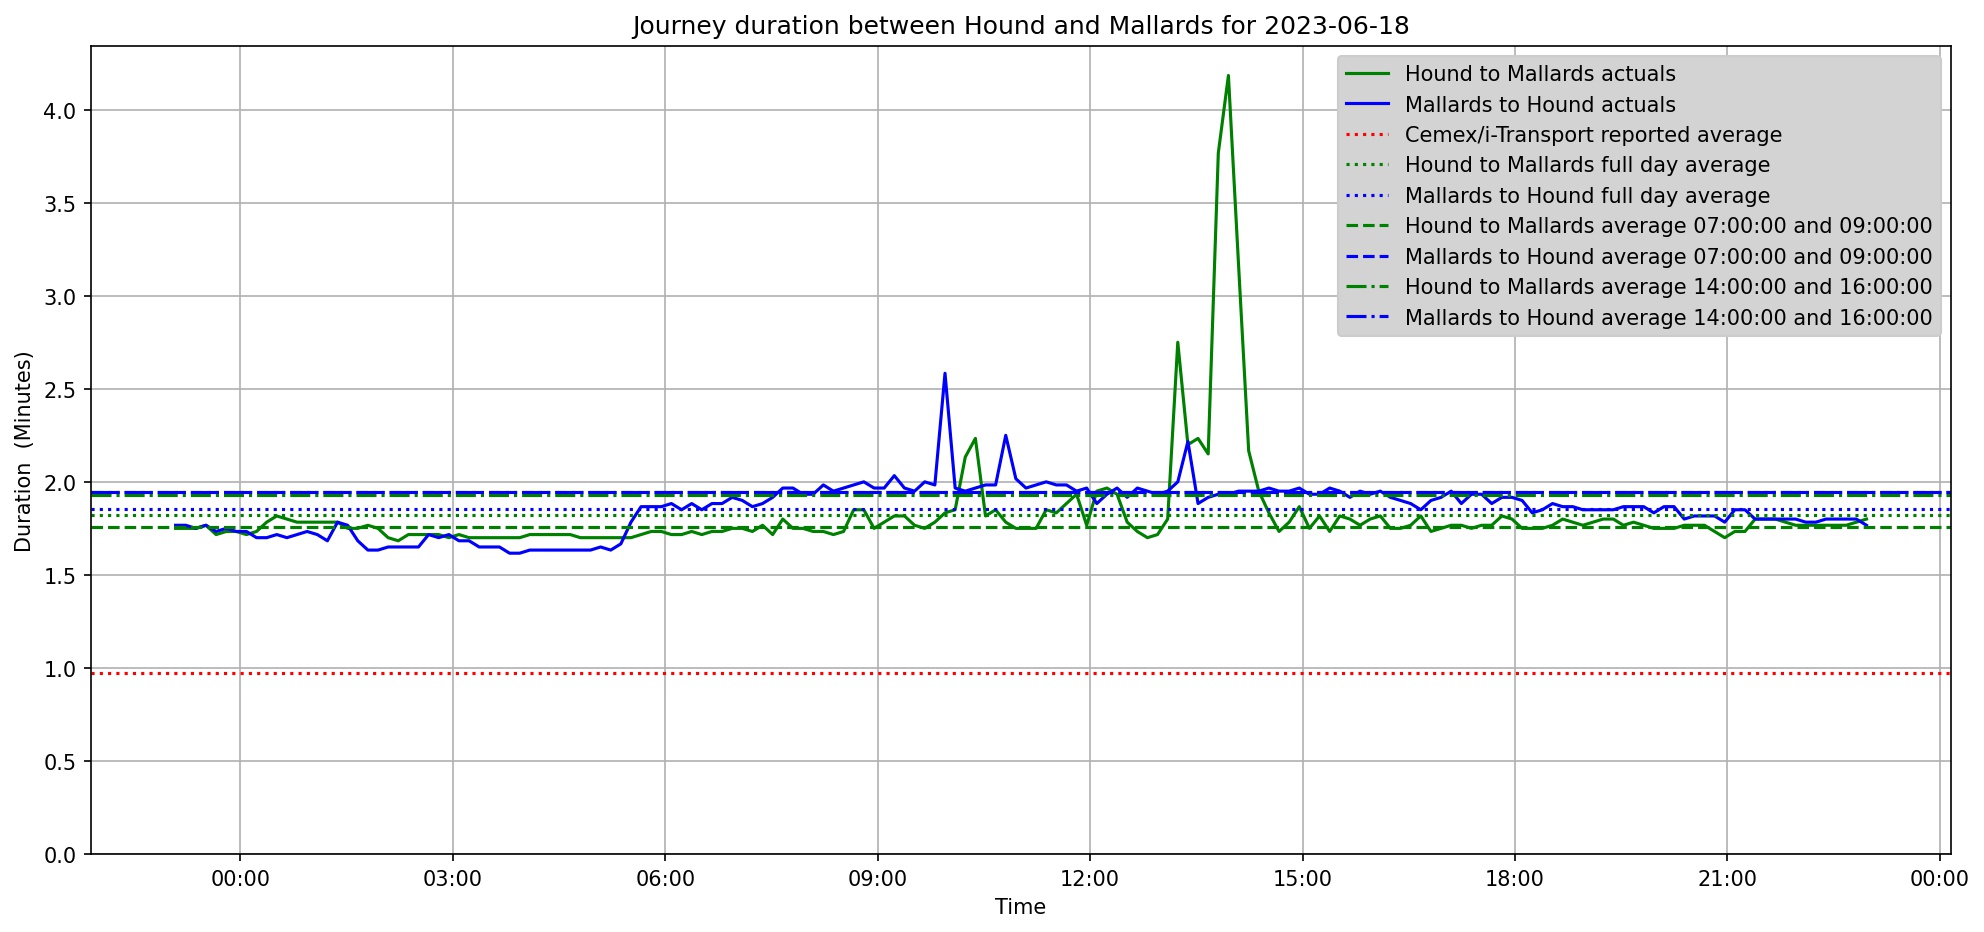 Journey duration between Hound and Mallards for 2023-06-18
Hound to Mallards actuals
Mallards to Hound actuals
Cemex/i-Transport reported average
Hound to Mallards full day average
Mallards to Hound full day average
Hound to Mallards average 07:00:00 and 09:00:00
Mallards to Hound average 07:00:00 and 09:00:00
Hound to Mallards average 14:00:00 and 16:00:00
Mallards to Hound average 14:00:00 and 16:00:00
Duration  (Minutes)
4.0
3.5
3.0
2.5
2.0
1.5
1.0
0.5
0.0
00:00 03:00 06:00 09:00 12:00 15:00 18:00 21:00 00:00
Time